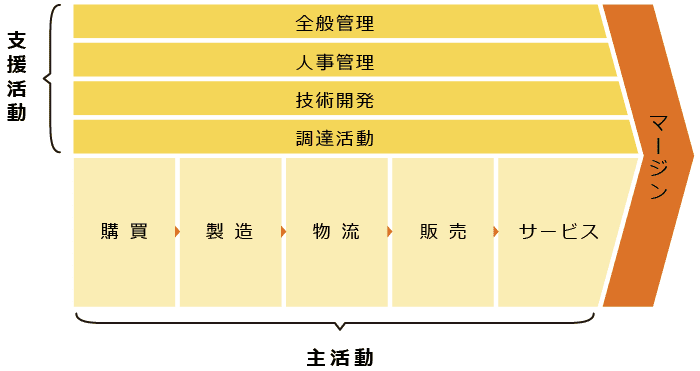 支援活動
全般管理
人事管理
技術開発
調達活動
マージン
購買
製造
物流
販売
サービス
主活動